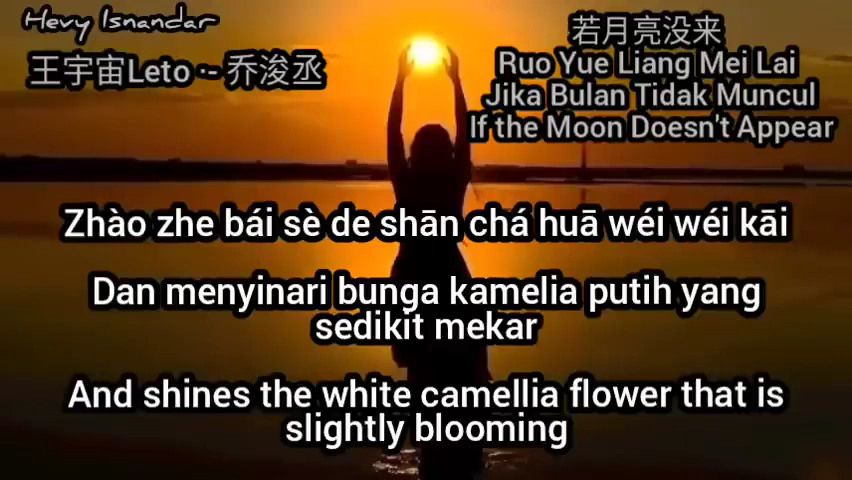 Hevy Isnandar
王宇宙Leto -- 乔浚丞
若月亮没来
Ruo Yue Liang Mei Lai
Jika Bulan Tidak Muncul
If the Moon Doesn't Appear
Zhào zhe bái sè de shān chá huā wéi wéi kāi
Dan menyinari bunga kamelia putih yang
sedikit mekar
And shines the white camellia flower that is
slightly blooming